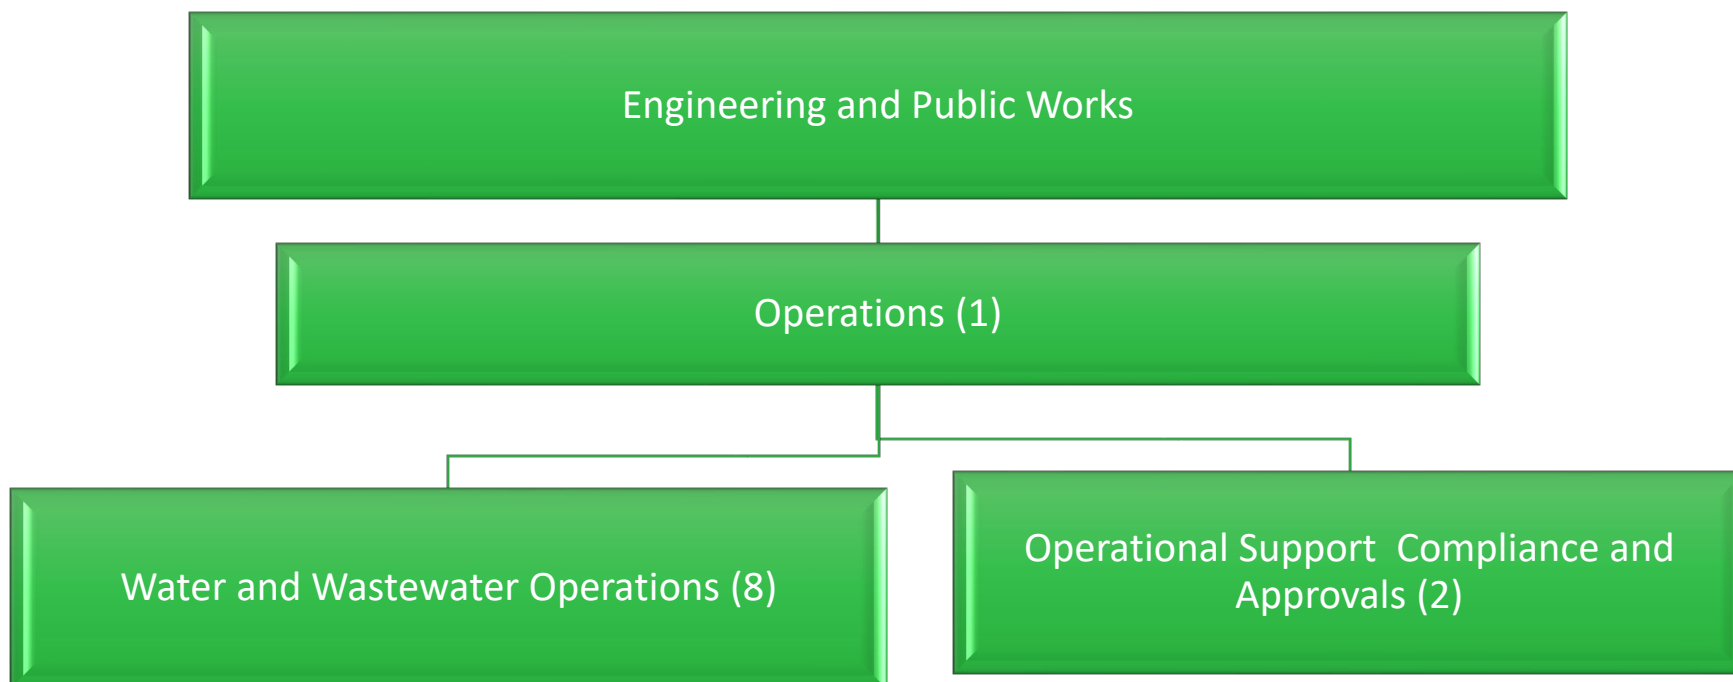 Engineering and Public Works
Operations (1)
Water and Wastewater Operations (8)
Operational Support  Compliance and
Approvals (2)